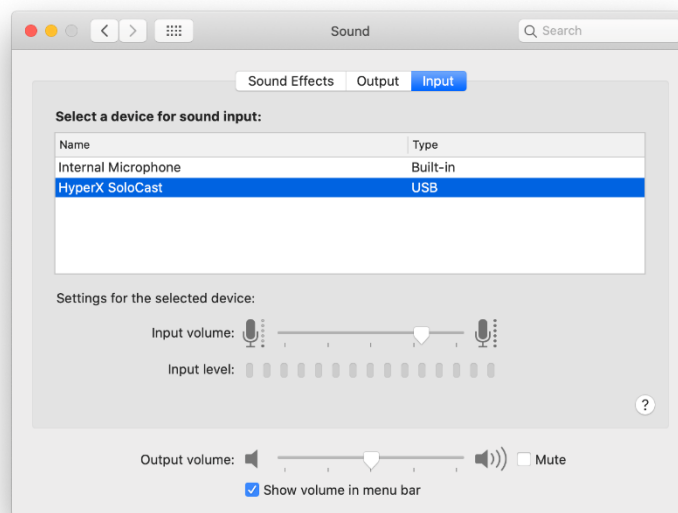 Sound
Search
Sound Effects Output Input
Select a device for sound input:
Name Type
Internal Microphone Built-in
HyperX SoloCast USB
Settings for the selected device:
Input volume:
Input level:
?
Output volume: Mute
Show volume in menu bar